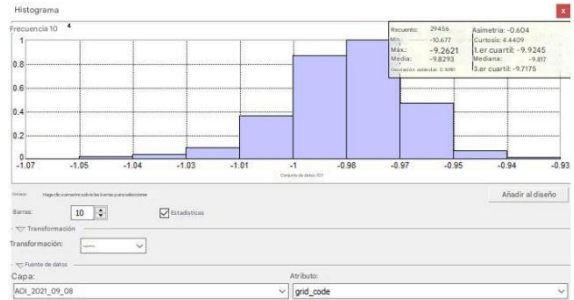 Histograma
x
Frecuencia 10 4
Recuento: 29456
Mín.: -10.677
Máx.: -9.2621
Media: -9.8293
Asimetría: -0.604
Curtosis: 4.4409
1.er cuartil: -9.9245
Mediana: -9.817
3.er cuartil: -9.7175
1
0.8
0.6
0.4
0.2
0
-1.07 -1.05 -1.04 -1.03 -1.01 -1 -0.98 -0.97 -0.95 -0.94 -0.93
Añadir al diseño
Barras: 10 Estadísticas
Transformación
Transformación:
Fuente de datos
Capa: Atributo:
AOI_2021_09_08 grid_code